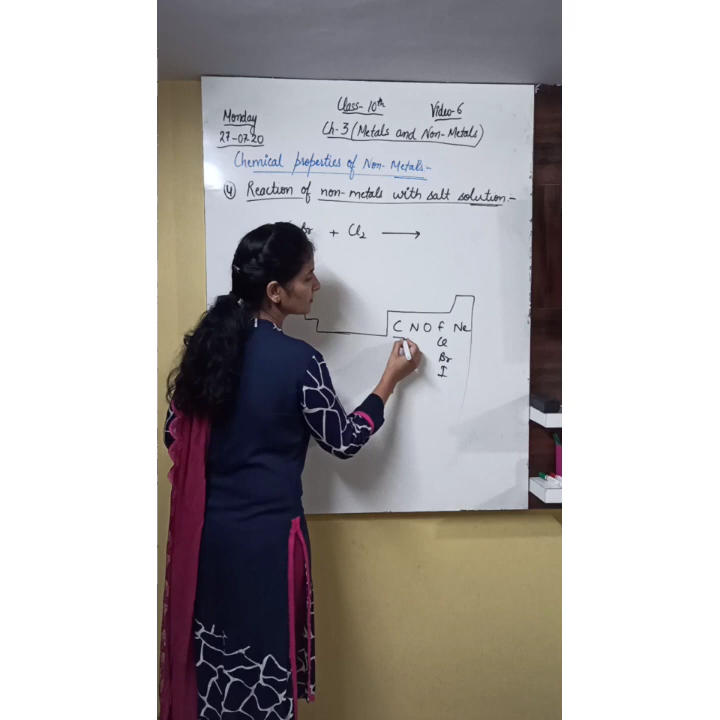 Class- 10th Video-6
Monday
27-07-20
Ch-3 (Metals and Non-Metals)
Chemical properties of Non-Metals-
(4) Reaction of non-metals with salt solution:-
Br + Cl2 ⟶
C N O F Ne
Cl
Br
I